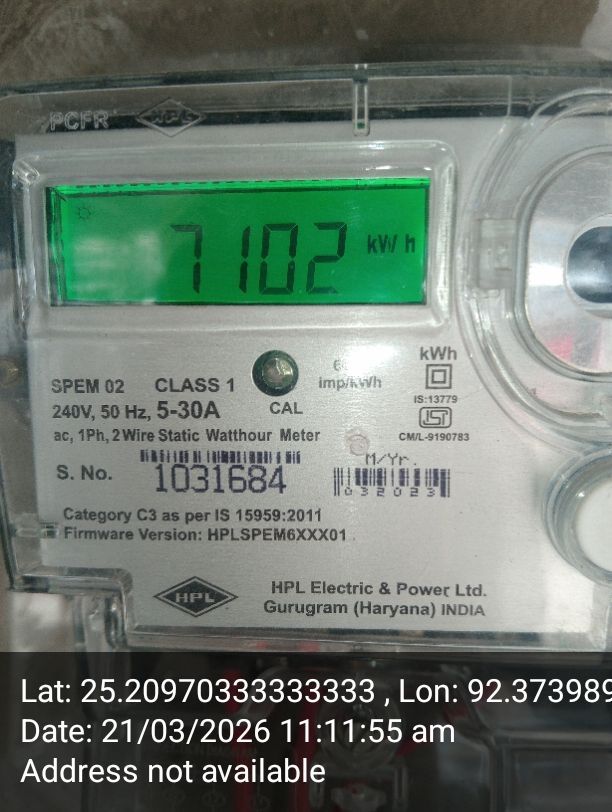 PCFR HPL
7102 kWh
kWh
SPEM 02 CLASS 1
imp/kWh
IS:13779
240V, 50 Hz, 5-30A CAL
ISI
CM/L-9190783
ac, 1Ph, 2 Wire Static Watthour Meter
M/Yr.
S. No. 1031684
032023
Category C3 as per IS 15959:2011
Firmware Version: HPLSPEM6XXX01
HPL
HPL Electric & Power Ltd.
Gurugram (Haryana) INDIA
Lat: 25.20970333333333 , Lon: 92.373989
Date: 21/03/2026 11:11:55 am
Address not available